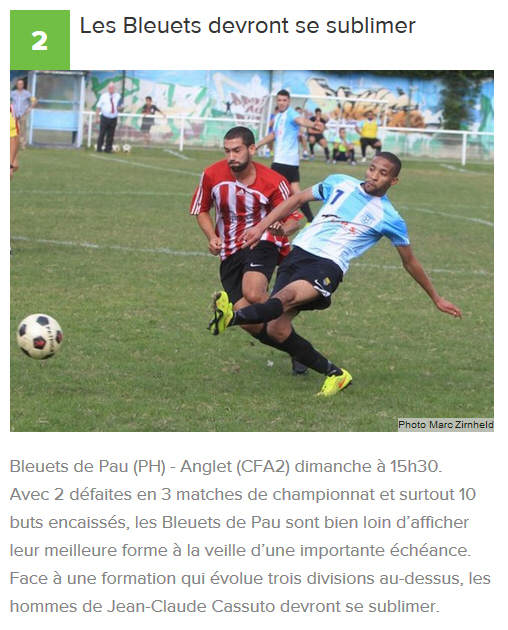 2
Les Bleuets devront se sublimer
7
Photo Marc Zirnheld
Bleuets de Pau (PH) - Anglet (CFA2) dimanche à 15h30.
Avec 2 défaites en 3 matches de championnat et surtout 10
buts encaissés, les Bleuets de Pau sont bien loin d’afficher
leur meilleure forme à la veille d’une importante échéance.
Face à une formation qui évolue trois divisions au-dessus, les
hommes de Jean-Claude Cassuto devront se sublimer.